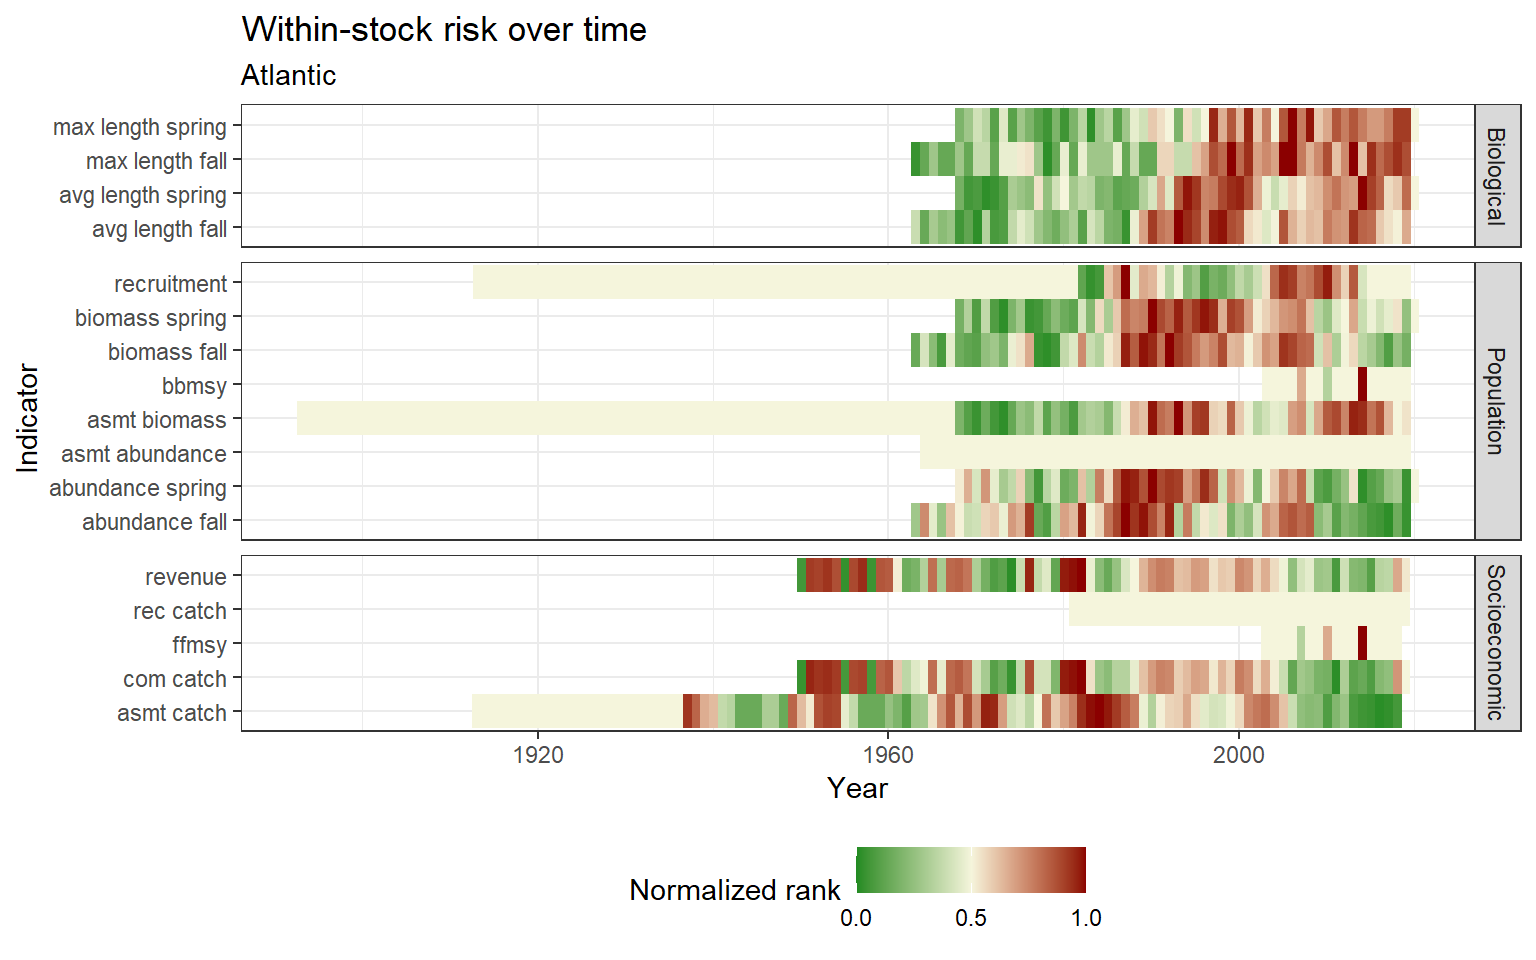 Within-stock risk over time
Atlantic
max length spring
max length fall
avg length spring
avg length fall
Biological
recruitment
biomass spring
biomass fall
bbmsy
asmt biomass
asmt abundance
abundance spring
abundance fall
Population
revenue
rec catch
ffmsy
com catch
asmt catch
Socioeconomic
Indicator
1920 1960 2000
Year
Normalized rank
0.0 0.5 1.0